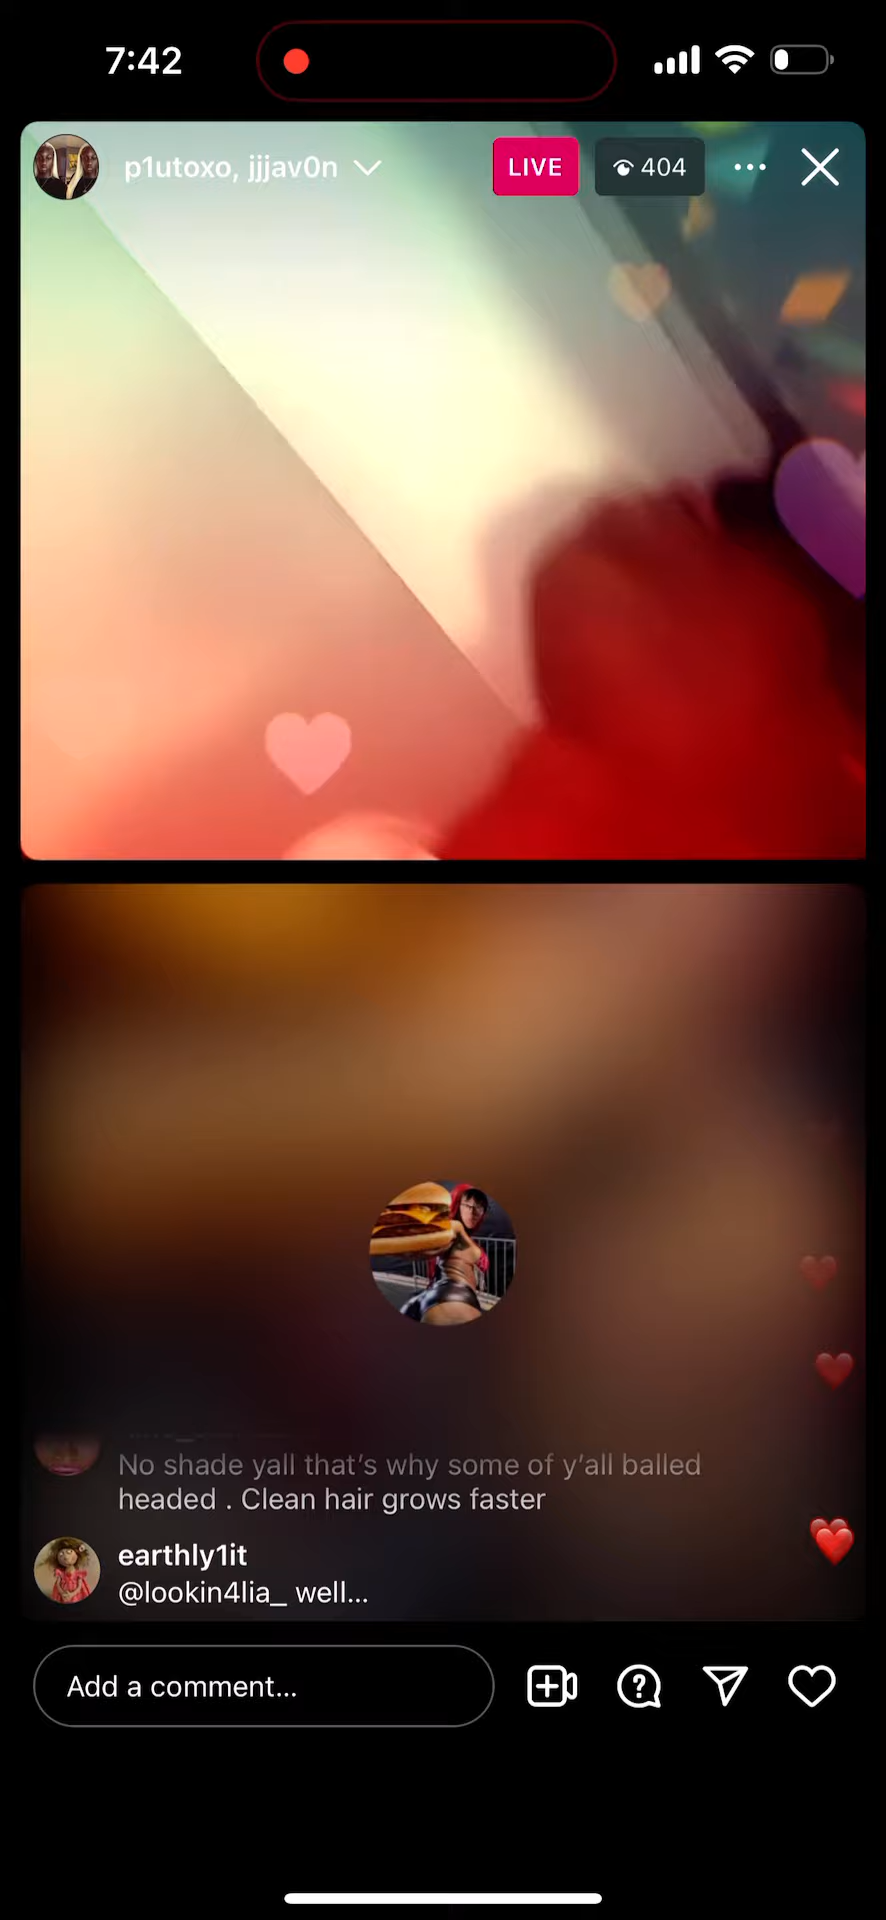 7:42
p1utoxo, jjjav0n
LIVE
404
No shade yall that's why some of y'all balled
headed . Clean hair grows faster
earthly1it
@lookin4lia_ well...
Add a comment...